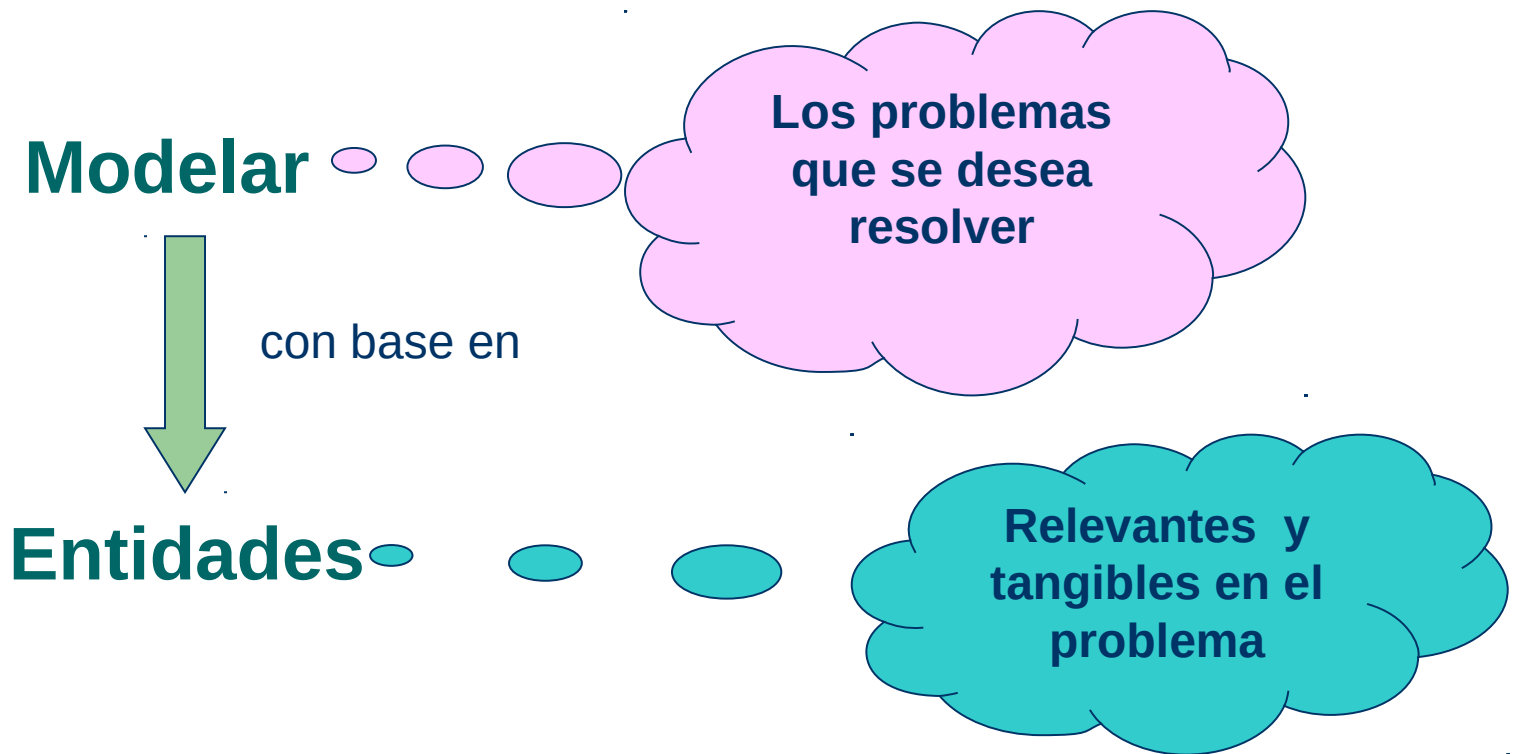 Modelar
Los problemas
que se desea
resolver
con base en
Entidades
Relevantes  y
tangibles en el
problema